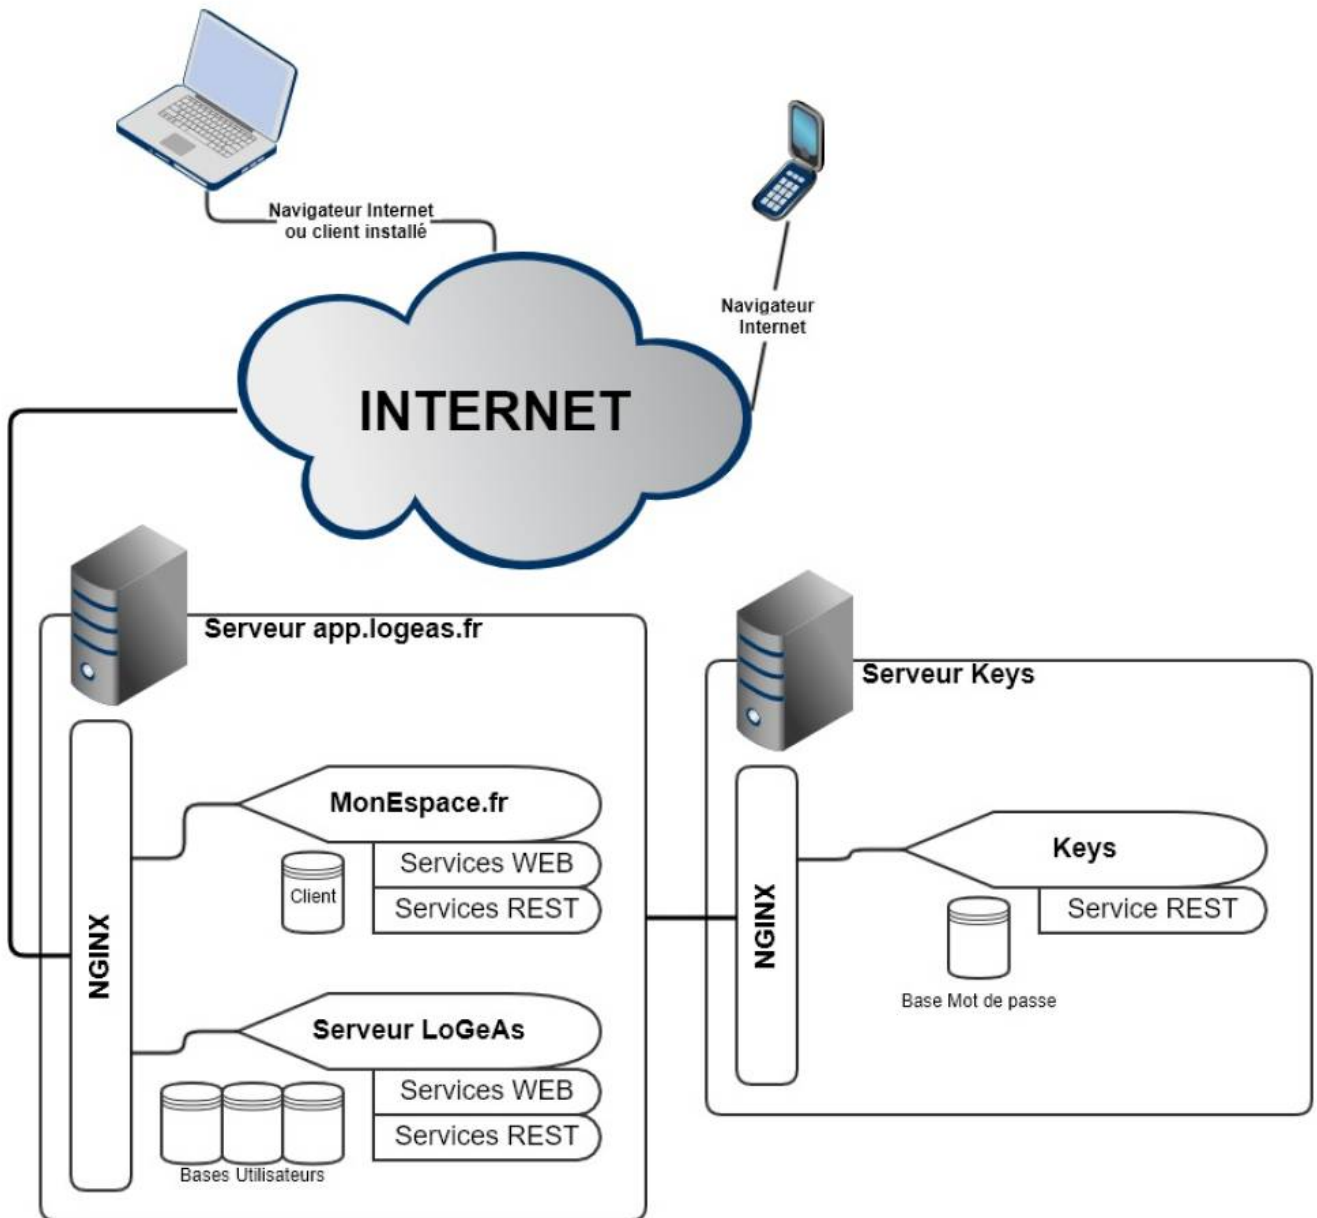 Navigateur Internet
ou client installé
Navigateur
Internet
INTERNET
Serveur app.logeas.fr
NGINX
MonEspace.fr
Services WEB
Services REST
Client
Serveur LoGeAs
Services WEB
Services REST
Bases Utilisateurs
Serveur Keys
NGINX
Keys
Service REST
Base Mot de passe